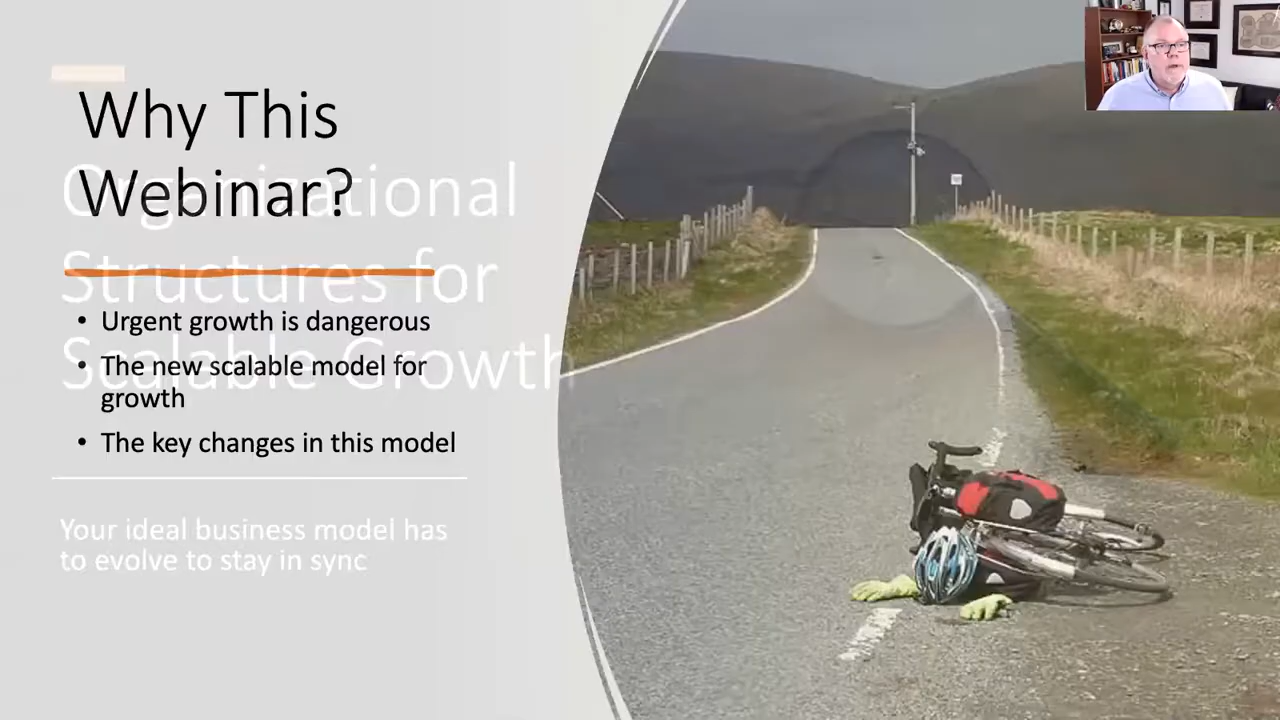 Why This
Webinar?
Organizational
Structures for
Scalable Growth
• Urgent growth is dangerous
• The new scalable model for
growth
• The key changes in this model
Your ideal business model has
to evolve to stay in sync